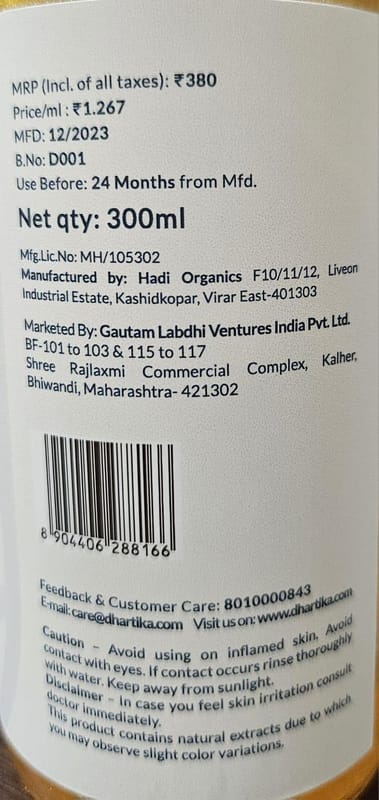 MRP (Incl. of all taxes): ₹380
Price/ml : ₹1.267
MFD: 12/2023
B.No: D001
Use Before: 24 Months from Mfd.
Net qty: 300ml
Mfg.Lic.No: MH/105302
Manufactured by: Hadi Organics F10/11/12, Liveon
Industrial Estate, Kashidkopar, Virar East-401303
Marketed By: Gautam Labdhi Ventures India Pvt. Ltd.
BF-101 to 103 & 115 to 117
Shree Rajlaxmi Commercial Complex, Kalher,
Bhiwandi, Maharashtra- 421302
8 904406 288166
Feedback & Customer Care: 8010000843
E-mail: care@dhartika.com Visit us on: www.dhartika.com
Caution - Avoid using on inflamed skin. Avoid
contact with eyes. If contact occurs rinse thoroughly
with water. Keep away from sunlight.
Disclaimer - In case you feel skin irritation consult
doctor immediately.
This product contains natural extracts due to which
you may observe slight color variations.